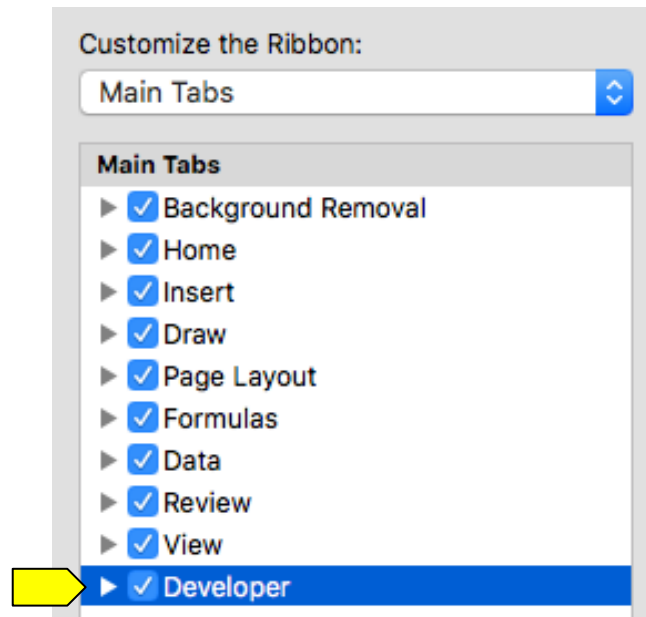 Customize the Ribbon:
Main Tabs
Main Tabs
Background Removal
Home
Insert
Draw
Page Layout
Formulas
Data
Review
View
Developer